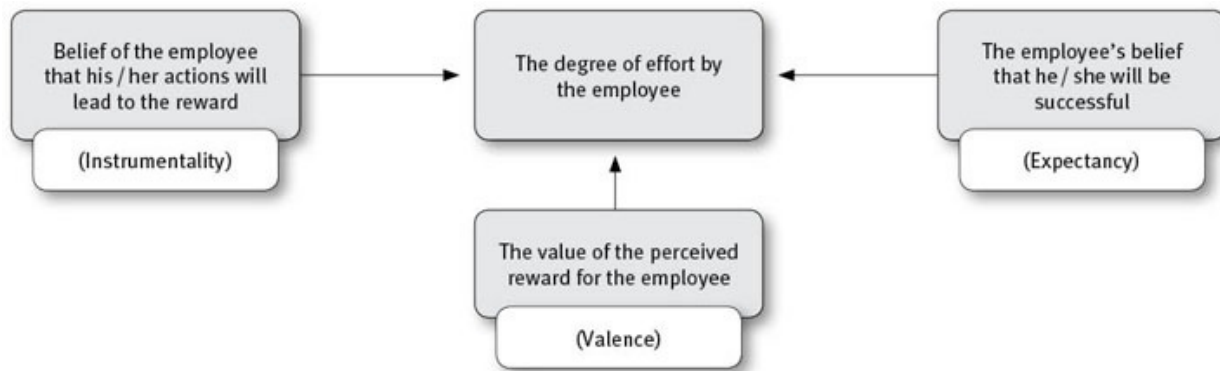 Belief of the employee
that his / her actions will
lead to the reward
(Instrumentality)
The degree of effort by
the employee
The employee's belief
that he / she will be
successful
(Expectancy)
The value of the perceived
reward for the employee
(Valence)